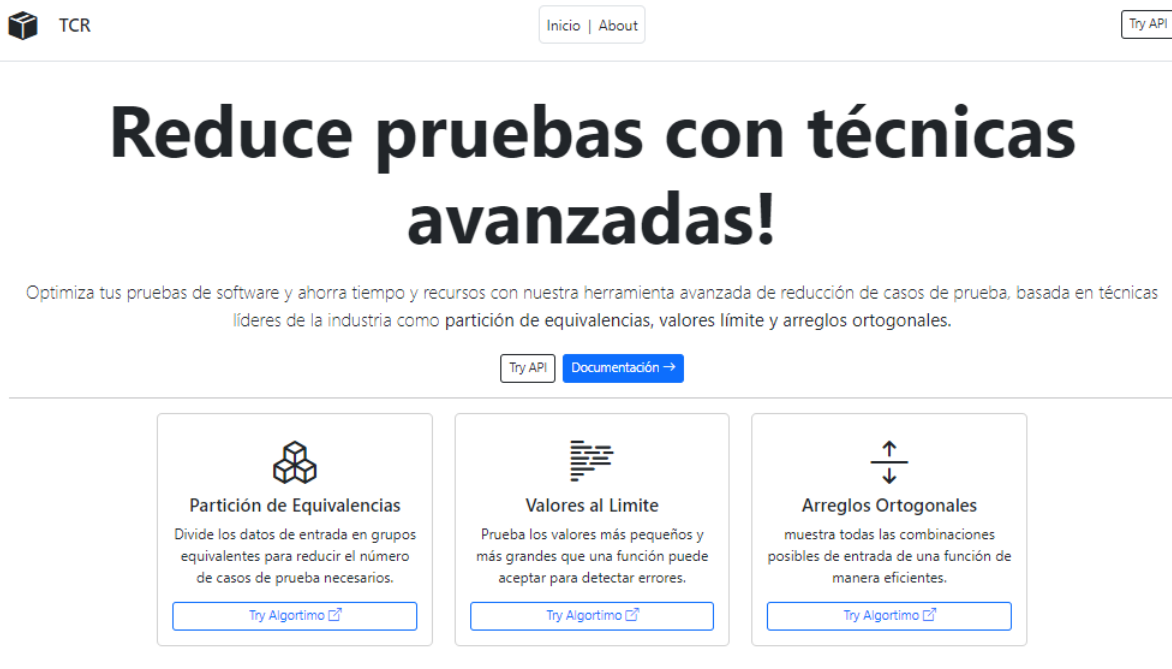 TCR
Inicio | About
Try API
Reduce pruebas con técnicas
avanzadas!
Optimiza tus pruebas de software y ahorra tiempo y recursos con nuestra herramienta avanzada de reducción de casos de prueba, basada en técnicas
líderes de la industria como partición de equivalencias, valores límite y arreglos ortogonales.
Try API
Documentación →
Partición de Equivalencias
Divide los datos de entrada en grupos
equivalentes para reducir el número
de casos de prueba necesarios.
Try Algortimo
Valores al Limite
Prueba los valores más pequeños y
más grandes que una función puede
aceptar para detectar errores.
Try Algortimo
Arreglos Ortogonales
muestra todas las combinaciones
posibles de entrada de una función de
manera eficientes.
Try Algortimo